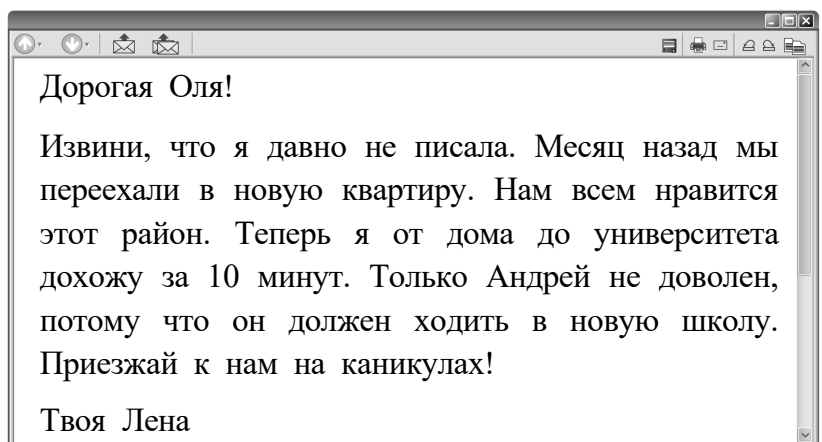 Дорогая Оля!
Извини, что я давно не писала. Месяц назад мы
переехали в новую квартиру. Нам всем нравится
этот район. Теперь я от дома до университета
дохожу за 10 минут. Только Андрей не доволен,
потому что он должен ходить в новую школу.
Приезжай к нам на каникулах!
Твоя Лена